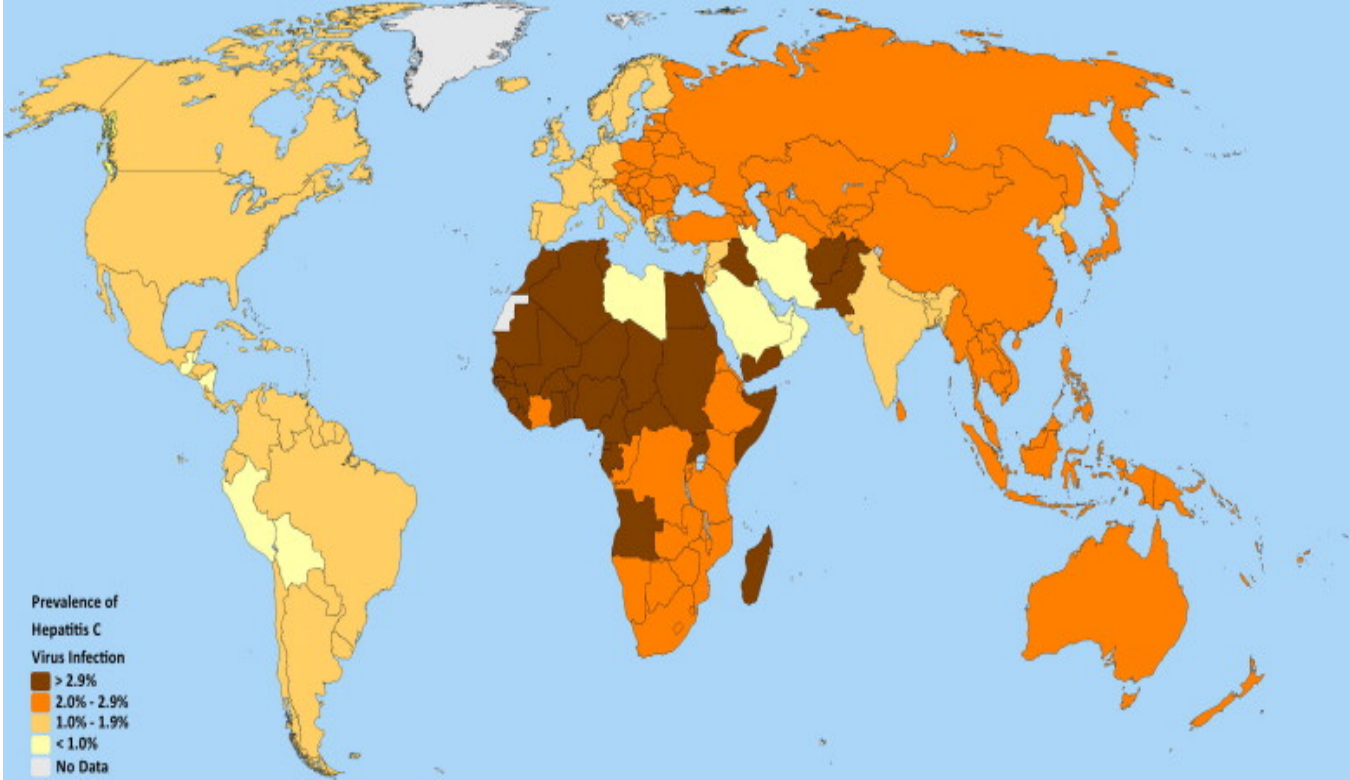 Prevalence of
Hepatitis C
Virus Infection
> 2.9%
2.0% - 2.9%
1.0% - 1.9%
< 1.0%
No Data